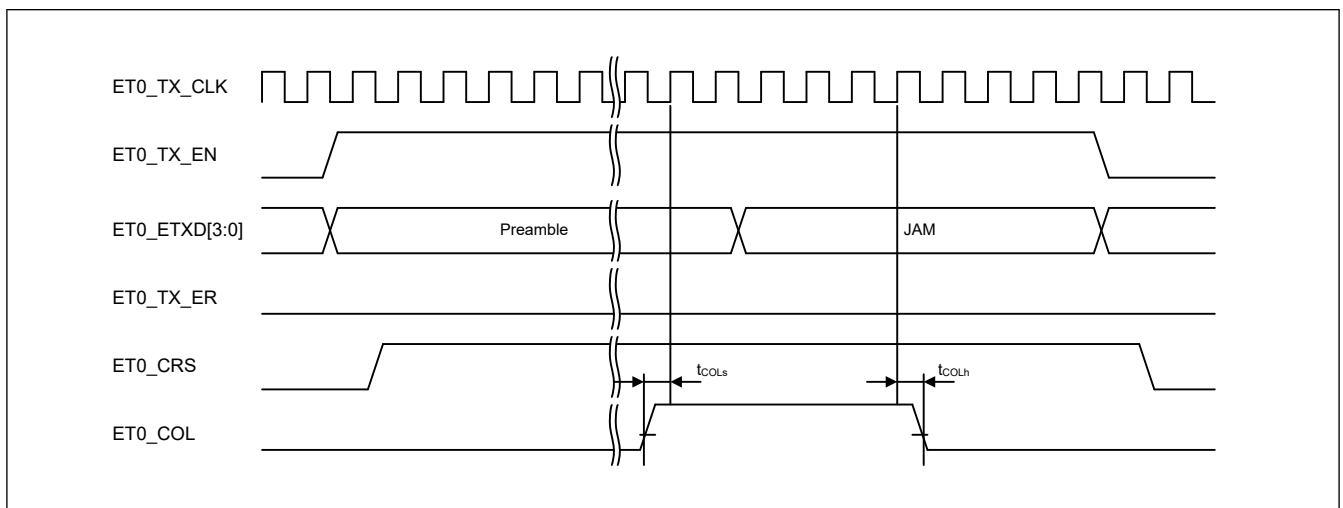 ET0_TX_CLK
ET0_TX_EN
ET0_ETXD[3:0]
Preamble
JAM
ET0_TX_ER
ET0_CRS
tCOLs
tCOLh
ET0_COL